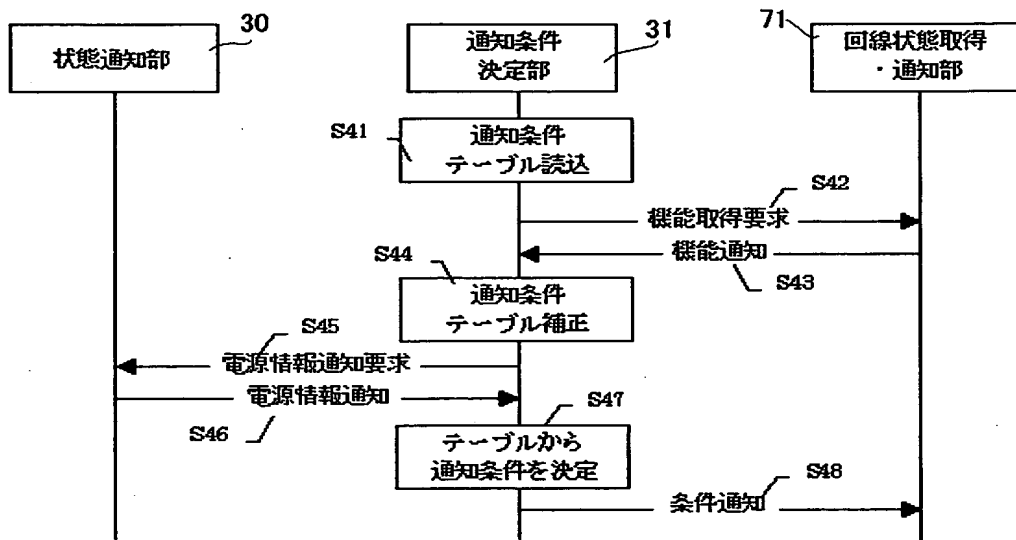 30
状態通知部
31
通知条件
決定部
71
回線状態取得
・通知部
S41
通知条件
テーブル読込
S42
機能取得要求
機能通知
S43
S44
通知条件
テーブル補正
S45
電源情報通知要求
電源情報通知
S46
S47
テーブルから
通知条件を決定
S48
条件通知